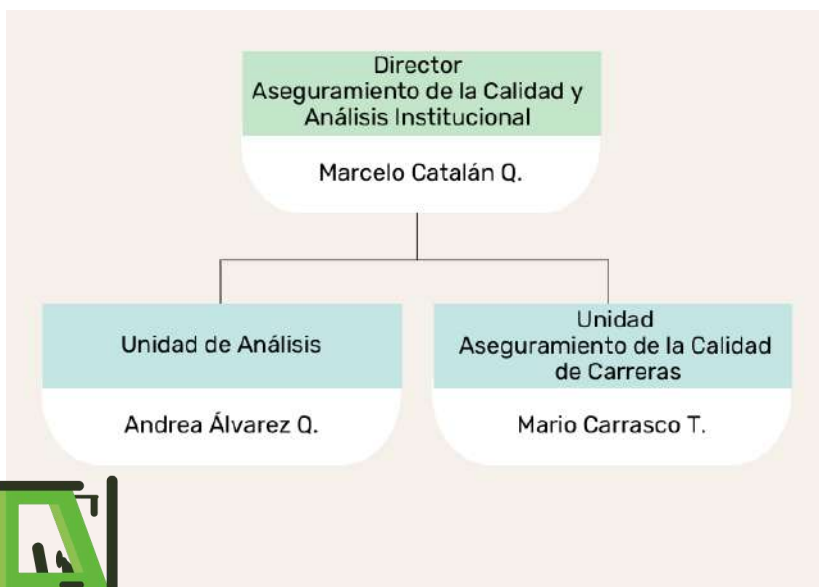 Director
Aseguramiento de la Calidad y
Análisis Institucional
Marcelo Catalán Q.
Unidad de Análisis
Andrea Álvarez Q.
Unidad
Aseguramiento de la Calidad
de Carreras
Mario Carrasco T.